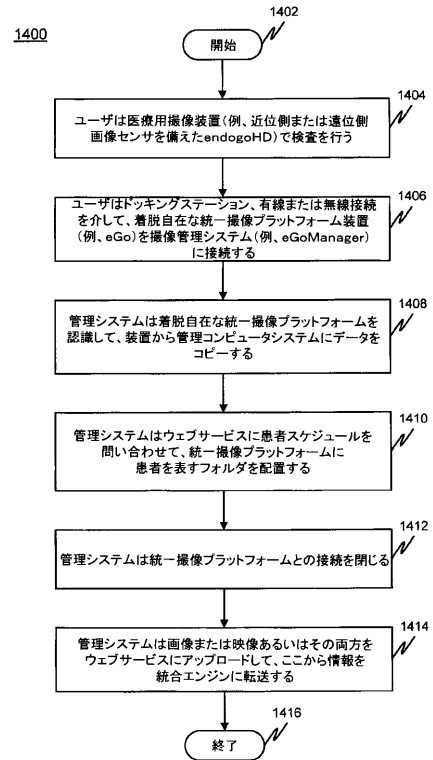 1400
1402
開始
1404
ユーザは医療用撮像装置(例、近位側または遠位側
画像センサを備えたendogoHD)で検査を行う
1406
ユーザはドッキングステーション、有線または無線接続
を介して、着脱自在な統一撮像プラットフォーム装置
(例、eGo)を撮像管理システム(例、eGoManager)
に接続する
1408
管理システムは着脱自在な統一撮像プラットフォームを
認識して、装置から管理コンピュータシステムにデータを
コピーする
1410
管理システムはウェブサービスに患者スケジュールを
問い合わせて、統一撮像プラットフォームに
患者を表すフォルダを配置する
1412
管理システムは統一撮像プラットフォームとの接続を閉じる
1414
管理システムは画像または映像あるいはその両方を
ウェブサービスにアップロードして、ここから情報を
統合エンジンに転送する
1416
終了